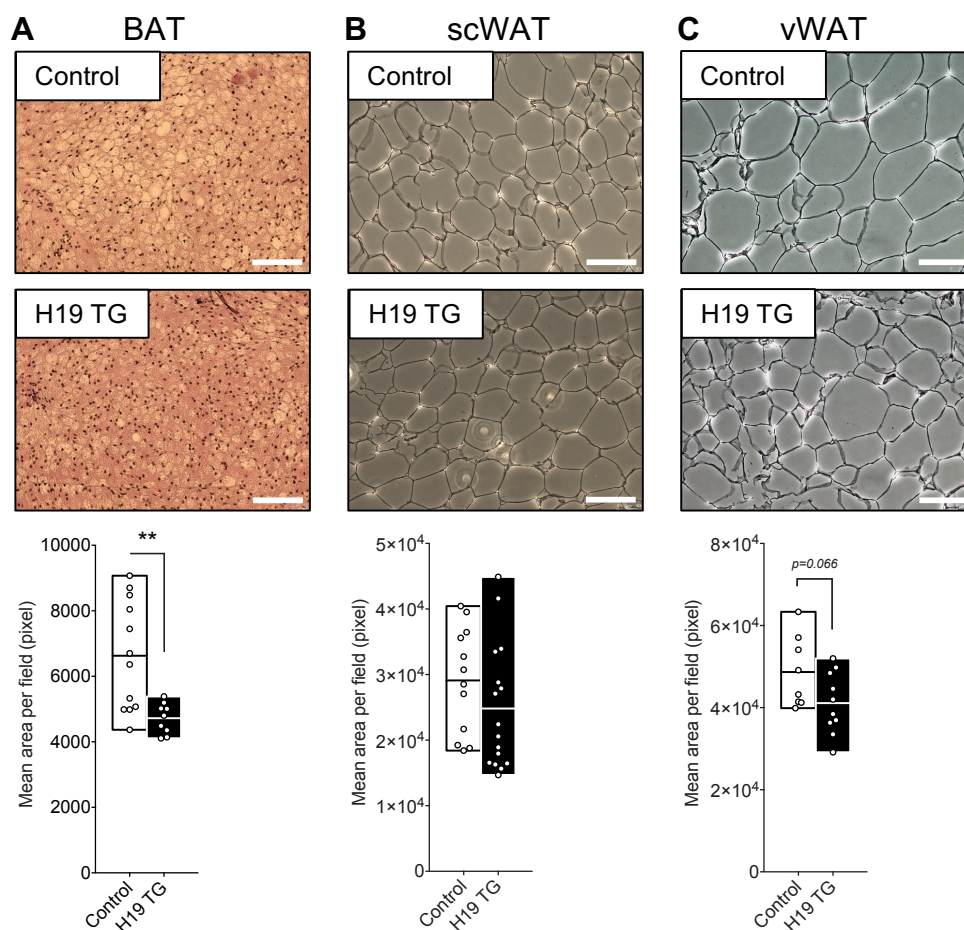 A BAT
Control
H19 TG
**
10000
8000
6000
4000
2000
0
Mean area per field (pixel)
Control
H19 TG
B scWAT
Control
H19 TG
5×10⁴
4×10⁴
3×10⁴
2×10⁴
1×10⁴
0
Mean area per field (pixel)
Control
H19 TG
C vWAT
Control
H19 TG
p=0.066
8×10⁴
6×10⁴
4×10⁴
2×10⁴
0
Mean area per field (pixel)
Control
H19 TG